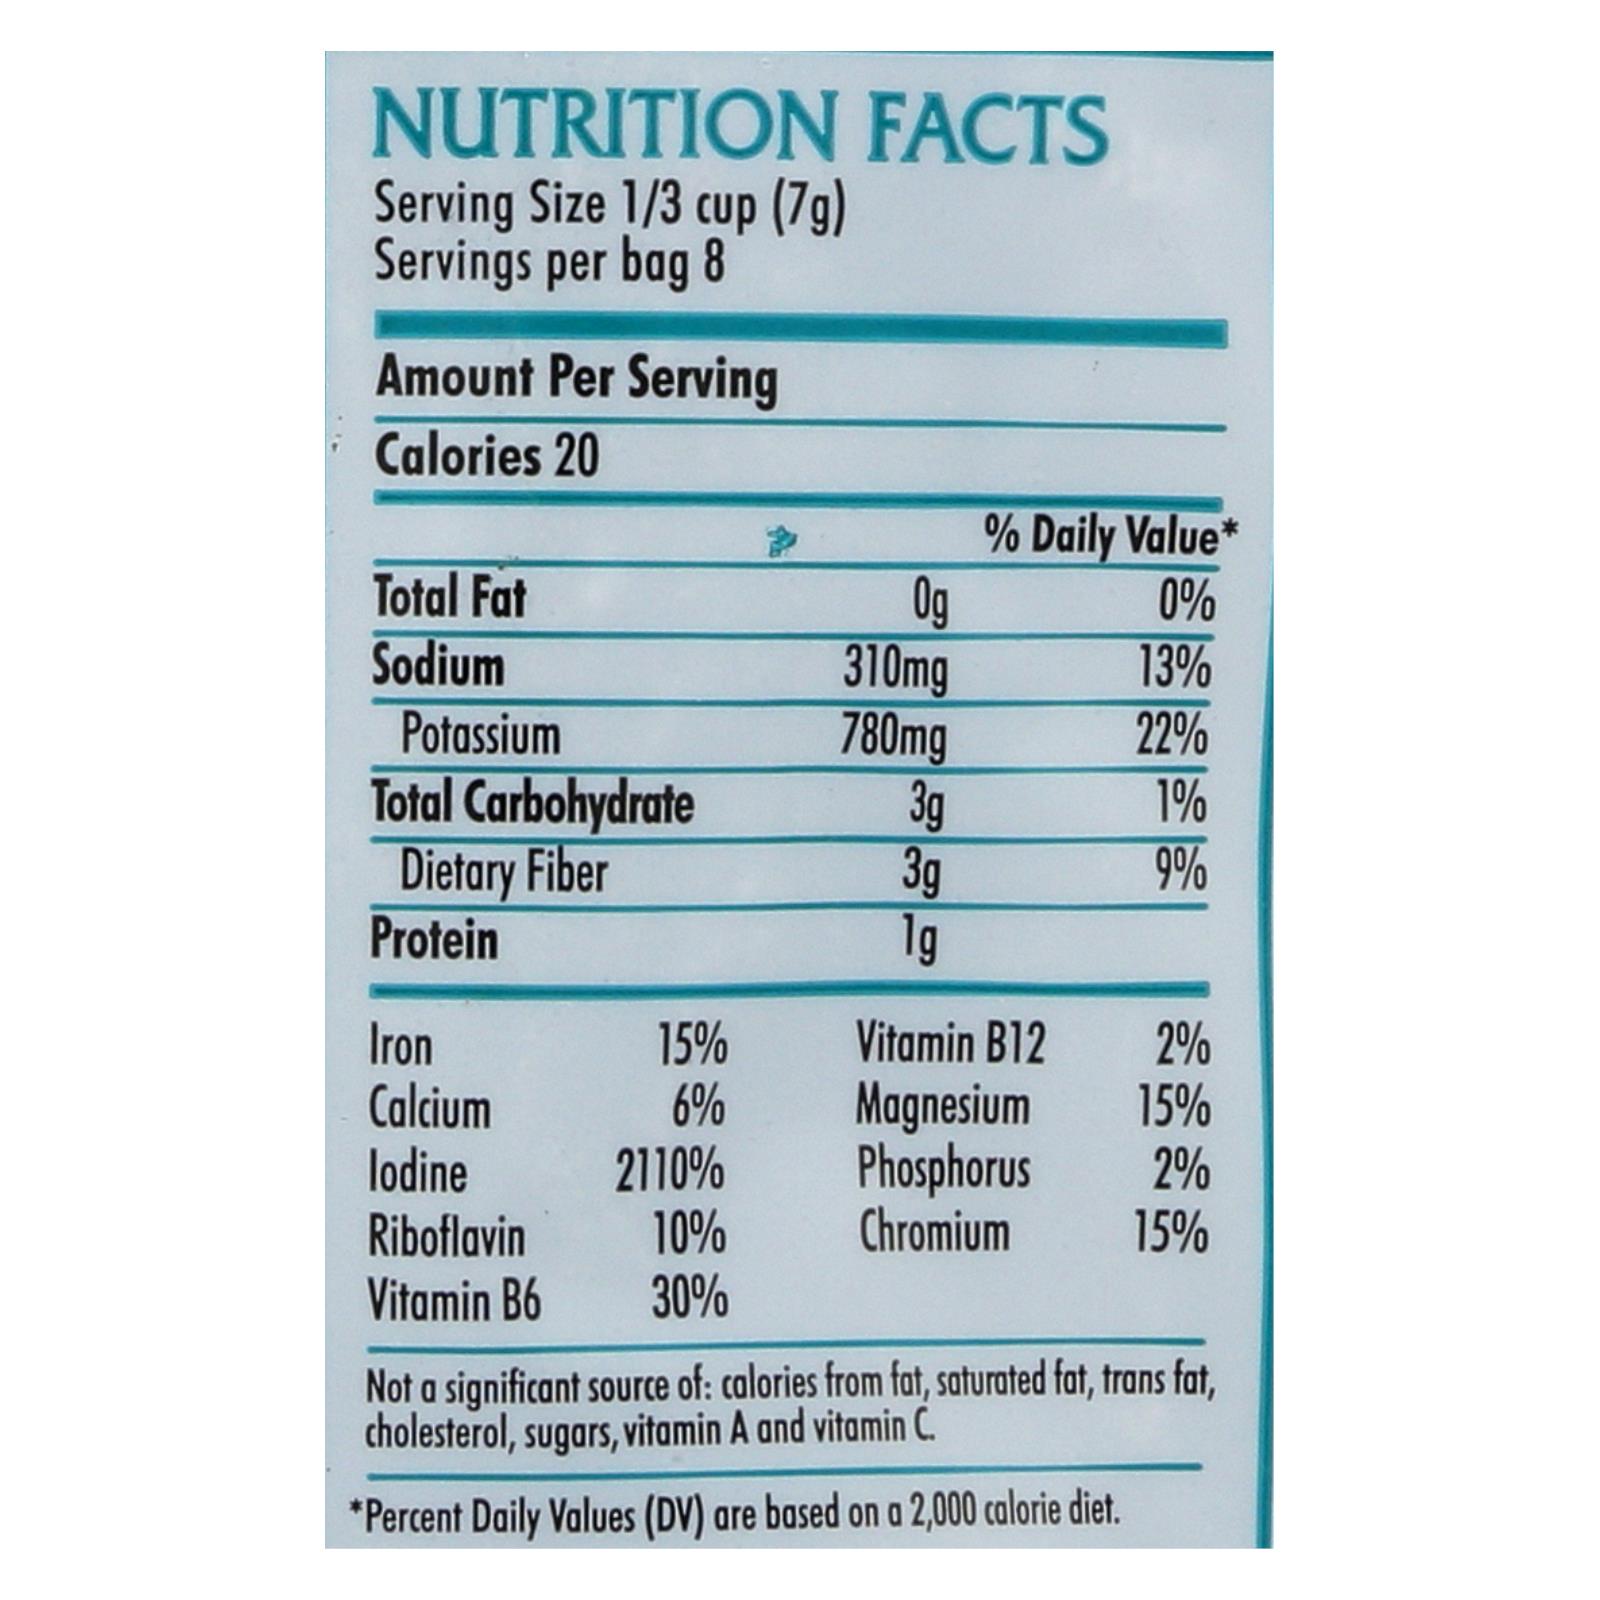 NUTRITION FACTS
Serving Size 1/3 cup (7g)
Servings per bag 8
Amount Per Serving
Calories 20
% Daily Value*
Total Fat 0g 0%
Sodium 310mg 13%
Potassium 780mg 22%
Total Carbohydrate 3g 1%
Dietary Fiber 3g 9%
Protein 1g
Iron 15% Vitamin B12 2%
Calcium 6% Magnesium 15%
Iodine 2110% Phosphorus 2%
Riboflavin 10% Chromium 15%
Vitamin B6 30%
Not a significant source of: calories from fat, saturated fat, trans fat,
cholesterol, sugars, vitamin A and vitamin C.
*Percent Daily Values (DV) are based on a 2,000 calorie diet.